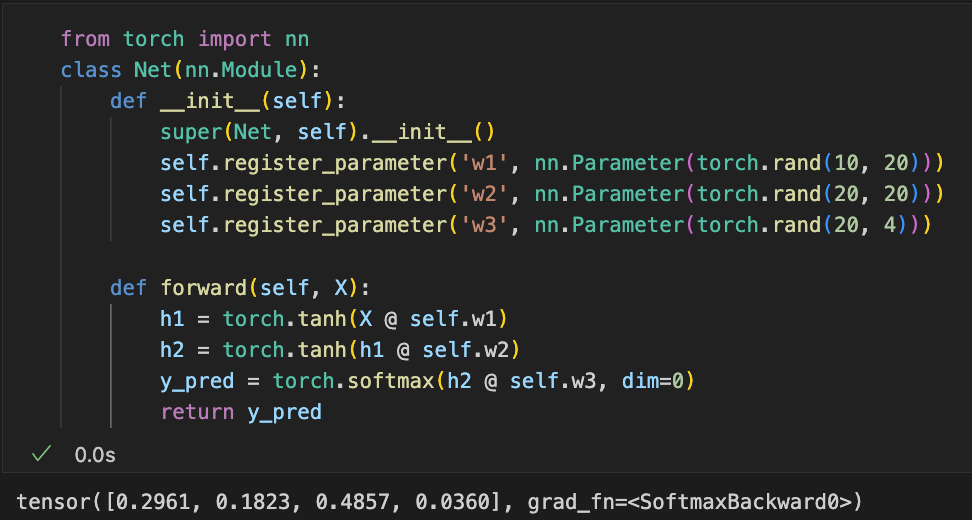 from torch import nn
class Net(nn.Module):
    def __init__(self):
        super(Net, self).__init__()
        self.register_parameter('w1', nn.Parameter(torch.rand(10, 20)))
        self.register_parameter('w2', nn.Parameter(torch.rand(20, 20)))
        self.register_parameter('w3', nn.Parameter(torch.rand(20, 4)))
    def forward(self, X):
        h1 = torch.tanh(X @ self.w1)
        h2 = torch.tanh(h1 @ self.w2)
        y_pred = torch.softmax(h2 @ self.w3, dim=0)
        return y_pred
✓ 0.0s
tensor([0.2961, 0.1823, 0.4857, 0.0360], grad_fn=<SoftmaxBackward0>)